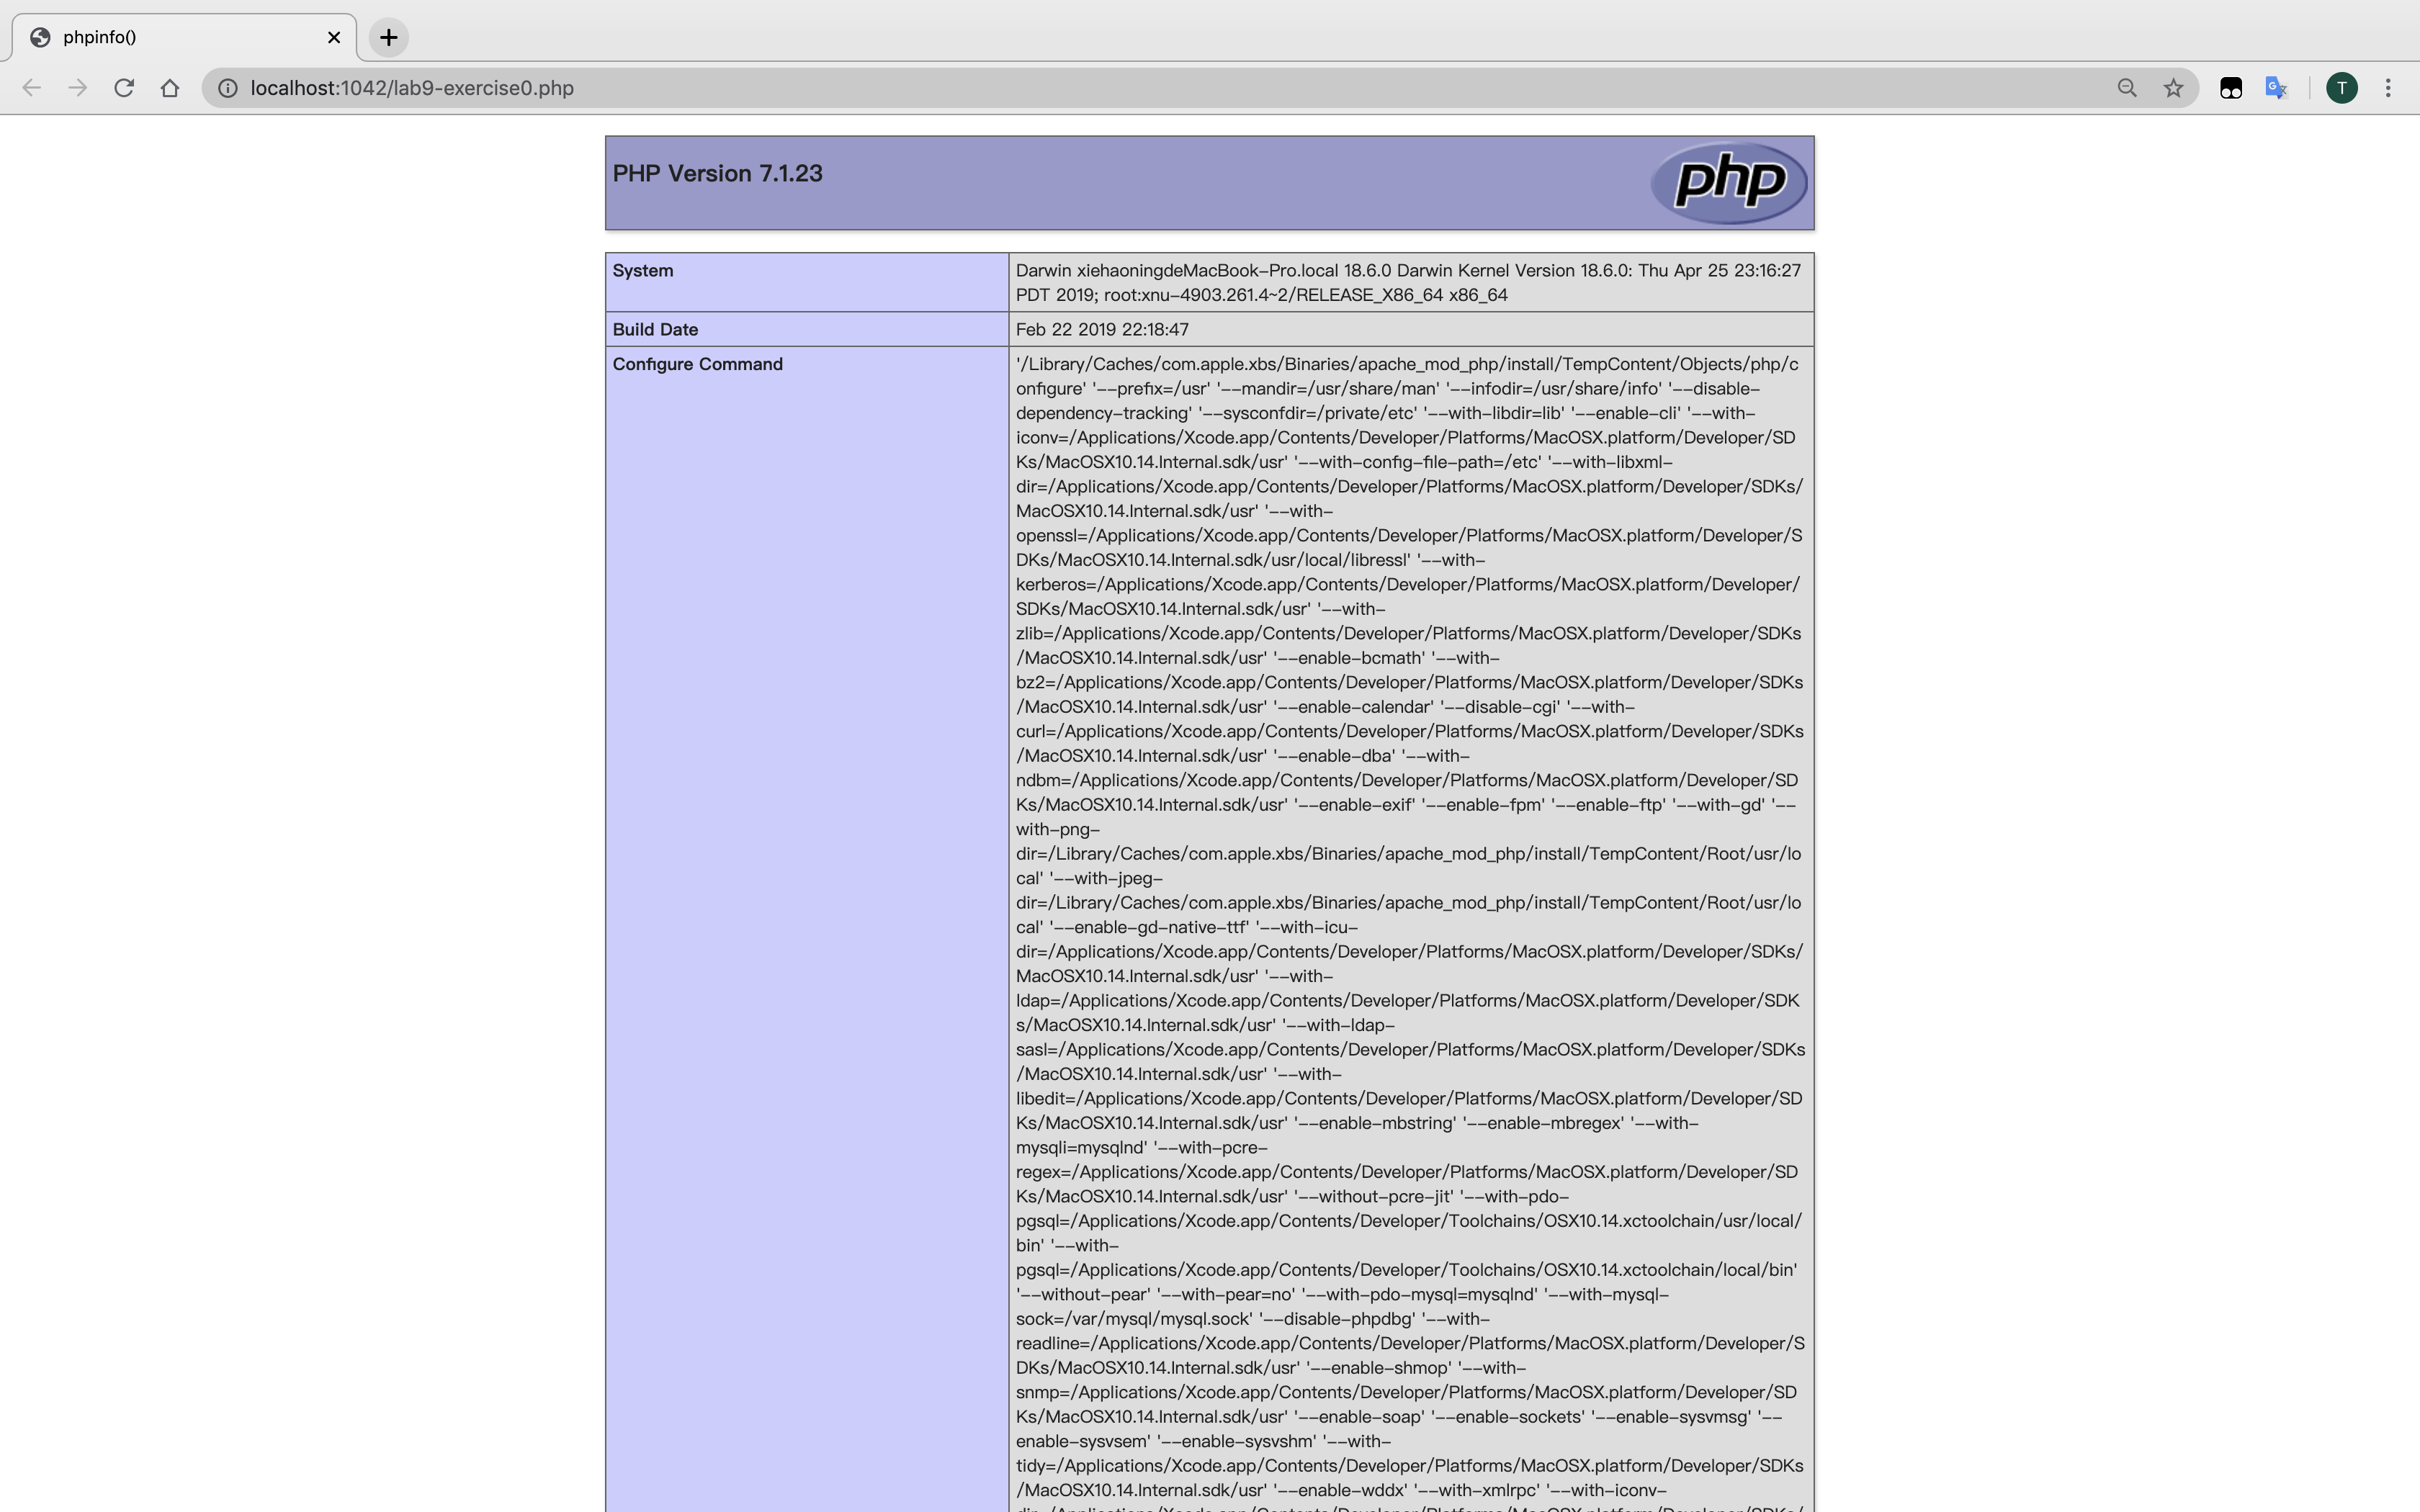 phpinfo()
localhost:1042/lab9-exercise0.php
T
PHP Version 7.1.23
php
System
Darwin xiehaoningdeMacBook-Pro.local 18.6.0 Darwin Kernel Version 18.6.0: Thu Apr 25 23:16:27
PDT 2019; root:xnu-4903.261.4~2/RELEASE_X86_64 x86_64
Build Date
Feb 22 2019 22:18:47
Configure Command
'/Library/Caches/com.apple.xbs/Binaries/apache_mod_php/install/TempContent/Objects/php/c
onfigure' '--prefix=/usr' '--mandir=/usr/share/man' '--infodir=/usr/share/info' '--disable-
dependency-tracking' '--sysconfdir=/private/etc' '--with-libdir=lib' '--enable-cli' '--with-
iconv=/Applications/Xcode.app/Contents/Developer/Platforms/MacOSX.platform/Developer/SD
Ks/MacOSX10.14.Internal.sdk/usr' '--with-config-file-path=/etc' '--with-libxml-
dir=/Applications/Xcode.app/Contents/Developer/Platforms/MacOSX.platform/Developer/SDKs/
MacOSX10.14.Internal.sdk/usr' '--with-
openssl=/Applications/Xcode.app/Contents/Developer/Platforms/MacOSX.platform/Developer/S
DKs/MacOSX10.14.Internal.sdk/usr/local/libressl' '--with-
kerberos=/Applications/Xcode.app/Contents/Developer/Platforms/MacOSX.platform/Developer/
SDKs/MacOSX10.14.Internal.sdk/usr' '--with-
zlib=/Applications/Xcode.app/Contents/Developer/Platforms/MacOSX.platform/Developer/SDKs
/MacOSX10.14.Internal.sdk/usr' '--enable-bcmath' '--with-
bz2=/Applications/Xcode.app/Contents/Developer/Platforms/MacOSX.platform/Developer/SDKs
/MacOSX10.14.Internal.sdk/usr' '--enable-calendar' '--disable-cgi' '--with-
curl=/Applications/Xcode.app/Contents/Developer/Platforms/MacOSX.platform/Developer/SDKs
/MacOSX10.14.Internal.sdk/usr' '--enable-dba' '--with-
ndbm=/Applications/Xcode.app/Contents/Developer/Platforms/MacOSX.platform/Developer/SD
Ks/MacOSX10.14.Internal.sdk/usr' '--enable-exif' '--enable-fpm' '--enable-ftp' '--with-gd' '--
with-png-
dir=/Library/Caches/com.apple.xbs/Binaries/apache_mod_php/install/TempContent/Root/usr/lo
cal' '--with-jpeg-
dir=/Library/Caches/com.apple.xbs/Binaries/apache_mod_php/install/TempContent/Root/usr/lo
cal' '--enable-gd-native-ttf' '--with-icu-
dir=/Applications/Xcode.app/Contents/Developer/Platforms/MacOSX.platform/Developer/SDKs/
MacOSX10.14.Internal.sdk/usr' '--with-
ldap=/Applications/Xcode.app/Contents/Developer/Platforms/MacOSX.platform/Developer/SDK
s/MacOSX10.14.Internal.sdk/usr' '--with-ldap-
sasl=/Applications/Xcode.app/Contents/Developer/Platforms/MacOSX.platform/Developer/SDKs
/MacOSX10.14.Internal.sdk/usr' '--with-
libedit=/Applications/Xcode.app/Contents/Developer/Platforms/MacOSX.platform/Developer/SD
Ks/MacOSX10.14.Internal.sdk/usr' '--enable-mbstring' '--enable-mbregex' '--with-
mysqli=mysqlnd' '--with-pcre-
regex=/Applications/Xcode.app/Contents/Developer/Platforms/MacOSX.platform/Developer/SD
Ks/MacOSX10.14.Internal.sdk/usr' '--without-pcre-jit' '--with-pdo-
pgsql=/Applications/Xcode.app/Contents/Developer/Toolchains/OSX10.14.xctoolchain/usr/local/
bin' '--with-
pgsql=/Applications/Xcode.app/Contents/Developer/Toolchains/OSX10.14.xctoolchain/local/bin'
'--without-pear' '--with-pear=no' '--with-pdo-mysql=mysqlnd' '--with-mysql-
sock=/var/mysql/mysql.sock' '--disable-phpdbg' '--with-
readline=/Applications/Xcode.app/Contents/Developer/Platforms/MacOSX.platform/Developer/S
DKs/MacOSX10.14.Internal.sdk/usr' '--enable-shmop' '--with-
snmp=/Applications/Xcode.app/Contents/Developer/Platforms/MacOSX.platform/Developer/SD
Ks/MacOSX10.14.Internal.sdk/usr' '--enable-soap' '--enable-sockets' '--enable-sysvmsg' '--
enable-sysvsem' '--enable-sysvshm' '--with-
tidy=/Applications/Xcode.app/Contents/Developer/Platforms/MacOSX.platform/Developer/SDKs
/MacOSX10.14.Internal.sdk/usr' '--enable-wddx' '--with-xmlrpc' '--with-iconv-